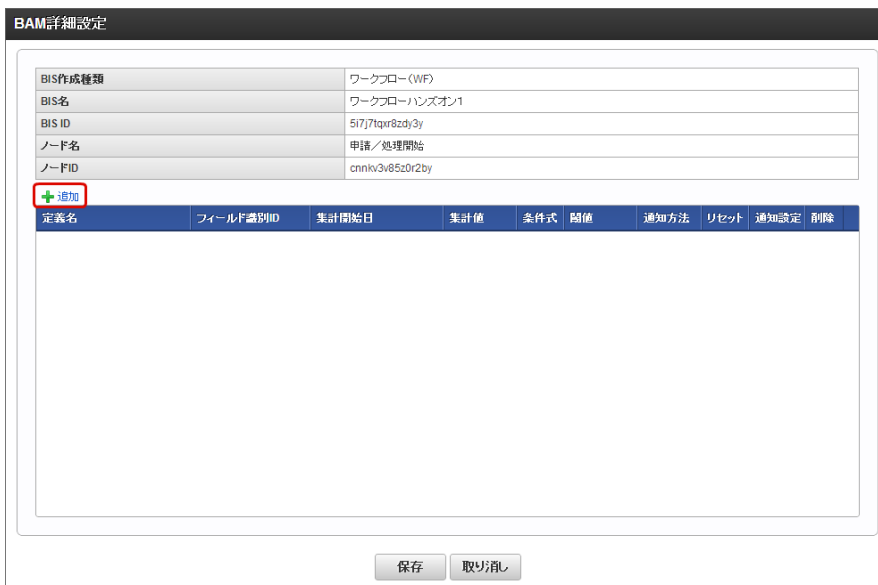 BAM詳細設定
BIS作成種類 ワークフロー(WF)
BIS名 ワークフローハンズオン1
BIS ID 5i7j7tqxr8zdy3y
ノード名 申請／処理開始
ノードID cnnkv3v85z0r2by
追加
定義名 フィールド識別ID 集計開始日 集計値 条件式 閾値 通知方法 リセット 通知設定 削除
保存 取り消し